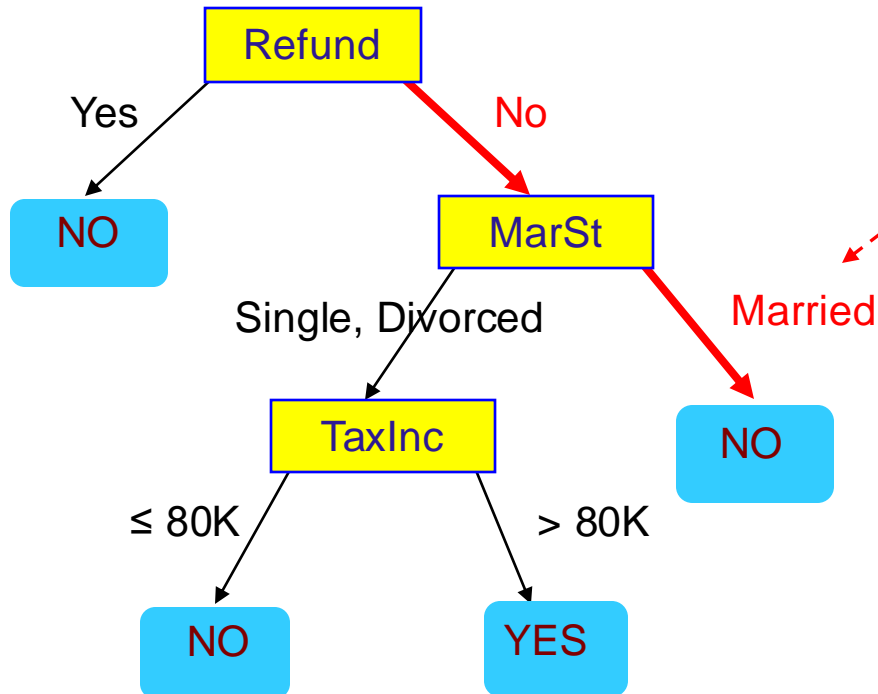 Refund
Yes
No
NO
MarSt
Single, Divorced
Married
TaxInc
NO
≤ 80K
> 80K
NO
YES